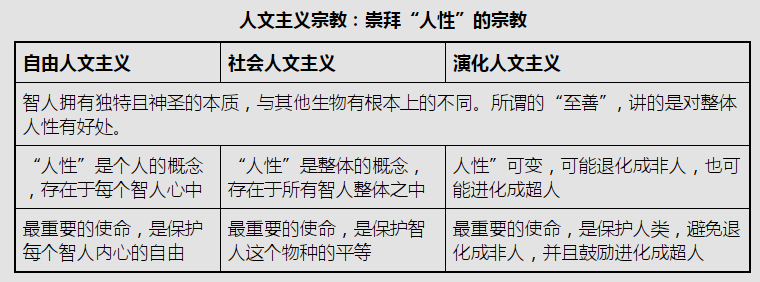 人文主义宗教：崇拜“人性”的宗教
自由人文主义
社会人文主义
演化人文主义
智人拥有独特且神圣的本质，与其他生物有根本上的不同。所谓的“至善”，讲的是对整体
人性有好处。
“人性”是个人的概念
，存在于每个智人心中
“人性”是整体的概念，
存在于所有智人整体之中
人性”可变，可能退化成非人，也可
能进化成超人
最重要的使命，是保护
每个智人内心的自由
最重要的使命，是保护智
人这个物种的平等
最重要的使命，是保护人类，避免退
化成非人，并且鼓励进化成超人